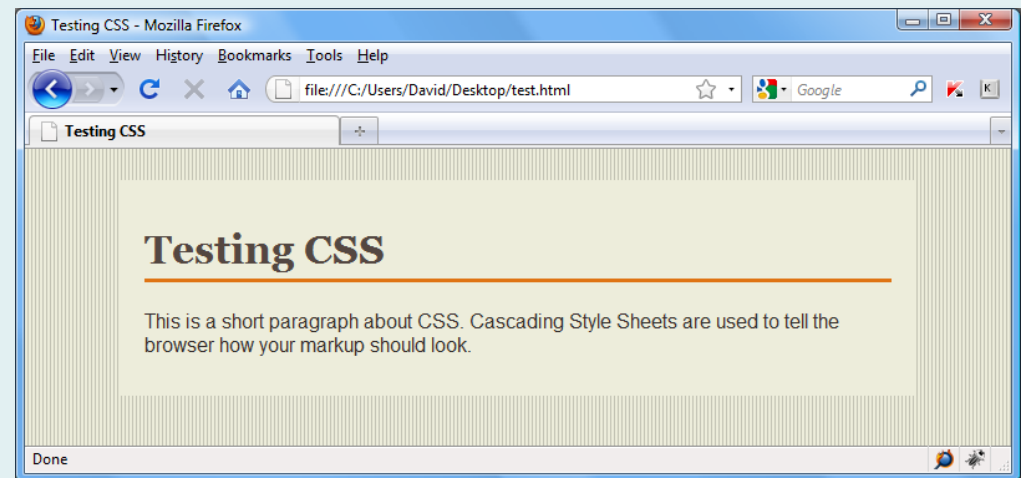 Testing CSS - Mozilla Firefox
File Edit View History Bookmarks Tools Help
file:///C:/Users/David/Desktop/test.html
Google
K
Testing CSS
Testing CSS
This is a short paragraph about CSS. Cascading Style Sheets are used to tell the
browser how your markup should look.
Done